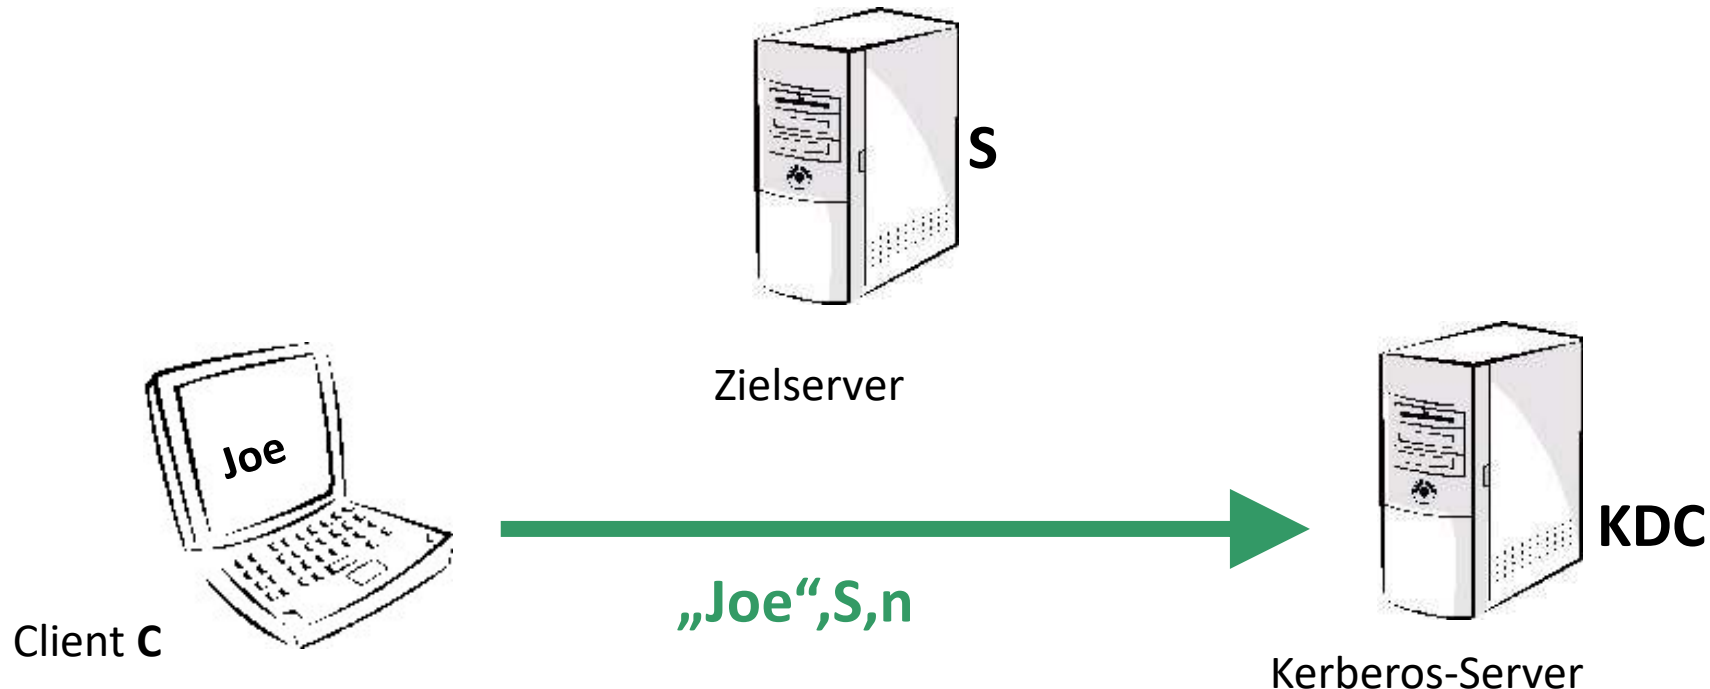 S
Zielserver
Joe
KDC
„Joe“,S,n
Client C
Kerberos-Server